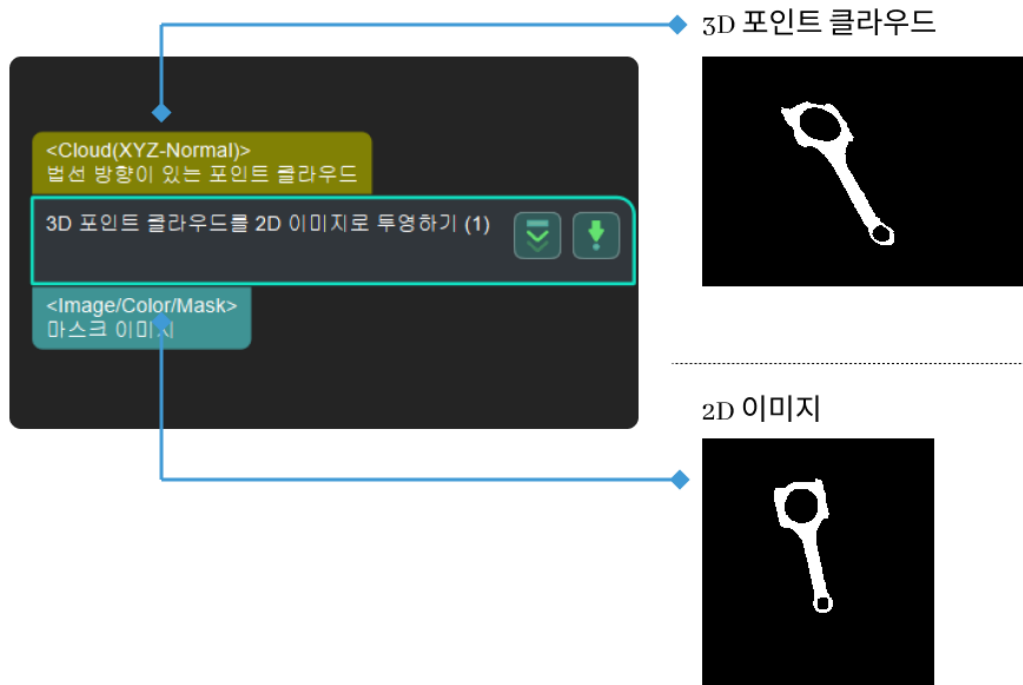 3D 포인트 클라우드
<Cloud(XYZ-Normal)>
법선 방향이 있는 포인트 클라우드
3D 포인트 클라우드를 2D 이미지로 투영하기 (1)
<Image/Color/Mask>
마스크 이미지
2D 이미지